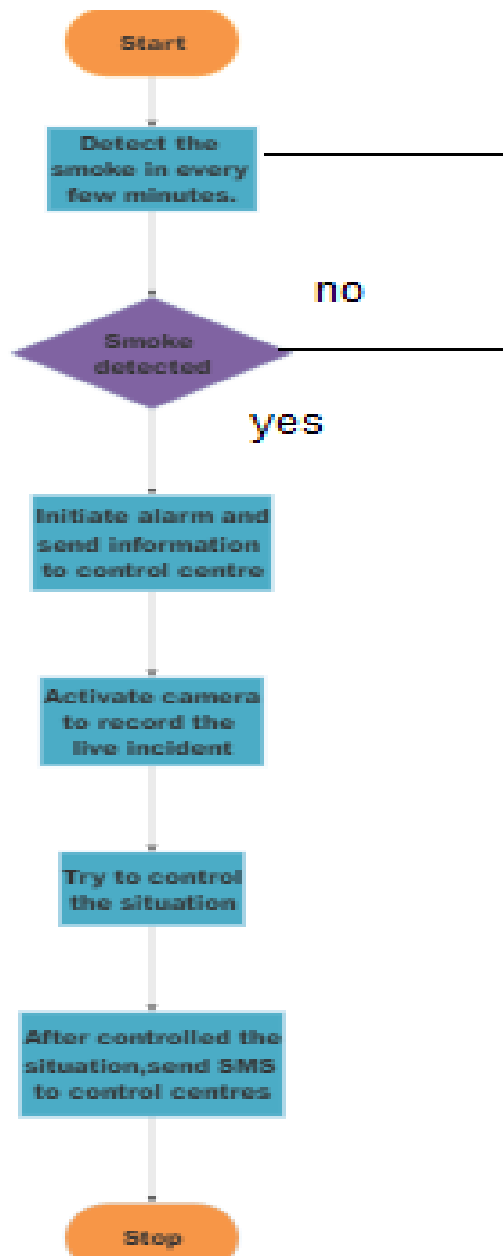 Start
Detect the
smoke in every
few minutes.
no
Smoke
detected
yes
Initiate alarm and
send information
to control centre
Activate camera
to record the
live incident
Try to control
the situation
After controlled the
situation,send SMS
to control centres
Stop